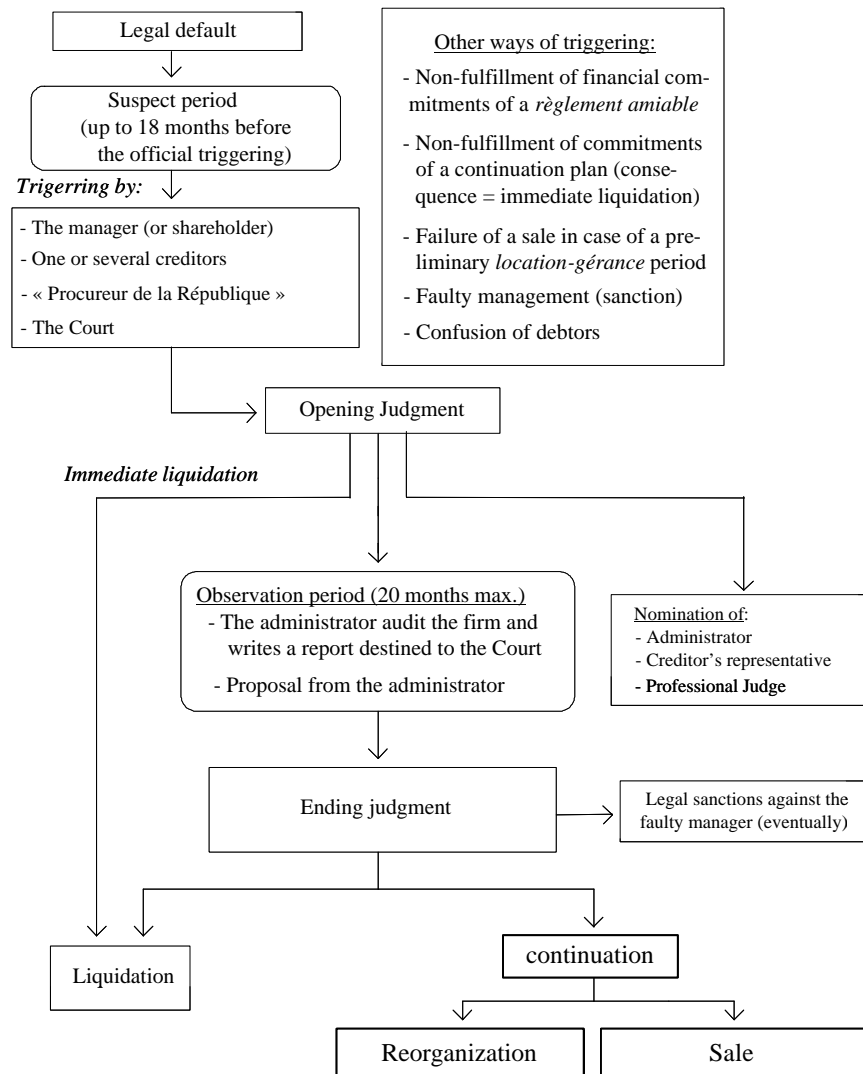 Legal default
Suspect period
(up to 18 months before
the official triggering)
Trigerring by:
- The manager (or shareholder)
- One or several creditors
- « Procureur de la République »
- The Court
Other ways of triggering:
- Non-fulfillment of financial com-
mitments of a règlement amiable
- Non-fulfillment of commitments
of a continuation plan (conse-
quence = immediate liquidation)
- Failure of a sale in case of a pre-
liminary location-gérance period
- Faulty management (sanction)
- Confusion of debtors
Opening Judgment
Immediate liquidation
Observation period (20 months max.)
- The administrator audit the firm and
writes a report destined to the Court
- Proposal from the administrator
Nomination of:
- Administrator
- Creditor's representative
- Professional Judge
Ending judgment
Legal sanctions against the
faulty manager (eventually)
Liquidation
continuation
Reorganization
Sale